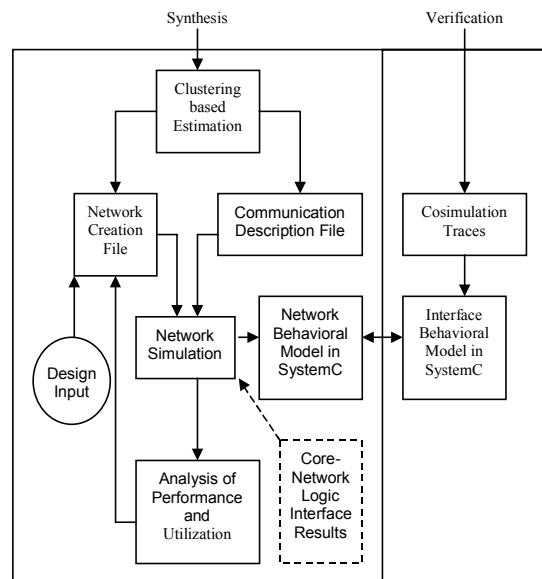 Synthesis
Verification
Clustering
based
Estimation
Network
Creation
File
Communication
Description File
Cosimulation
Traces
Design
Input
Network
Simulation
Network
Behavioral
Model in
SystemC
Interface
Behavioral
Model in
SystemC
Analysis of
Performance
and
Utilization
Core-
Network
Logic
Interface
Results